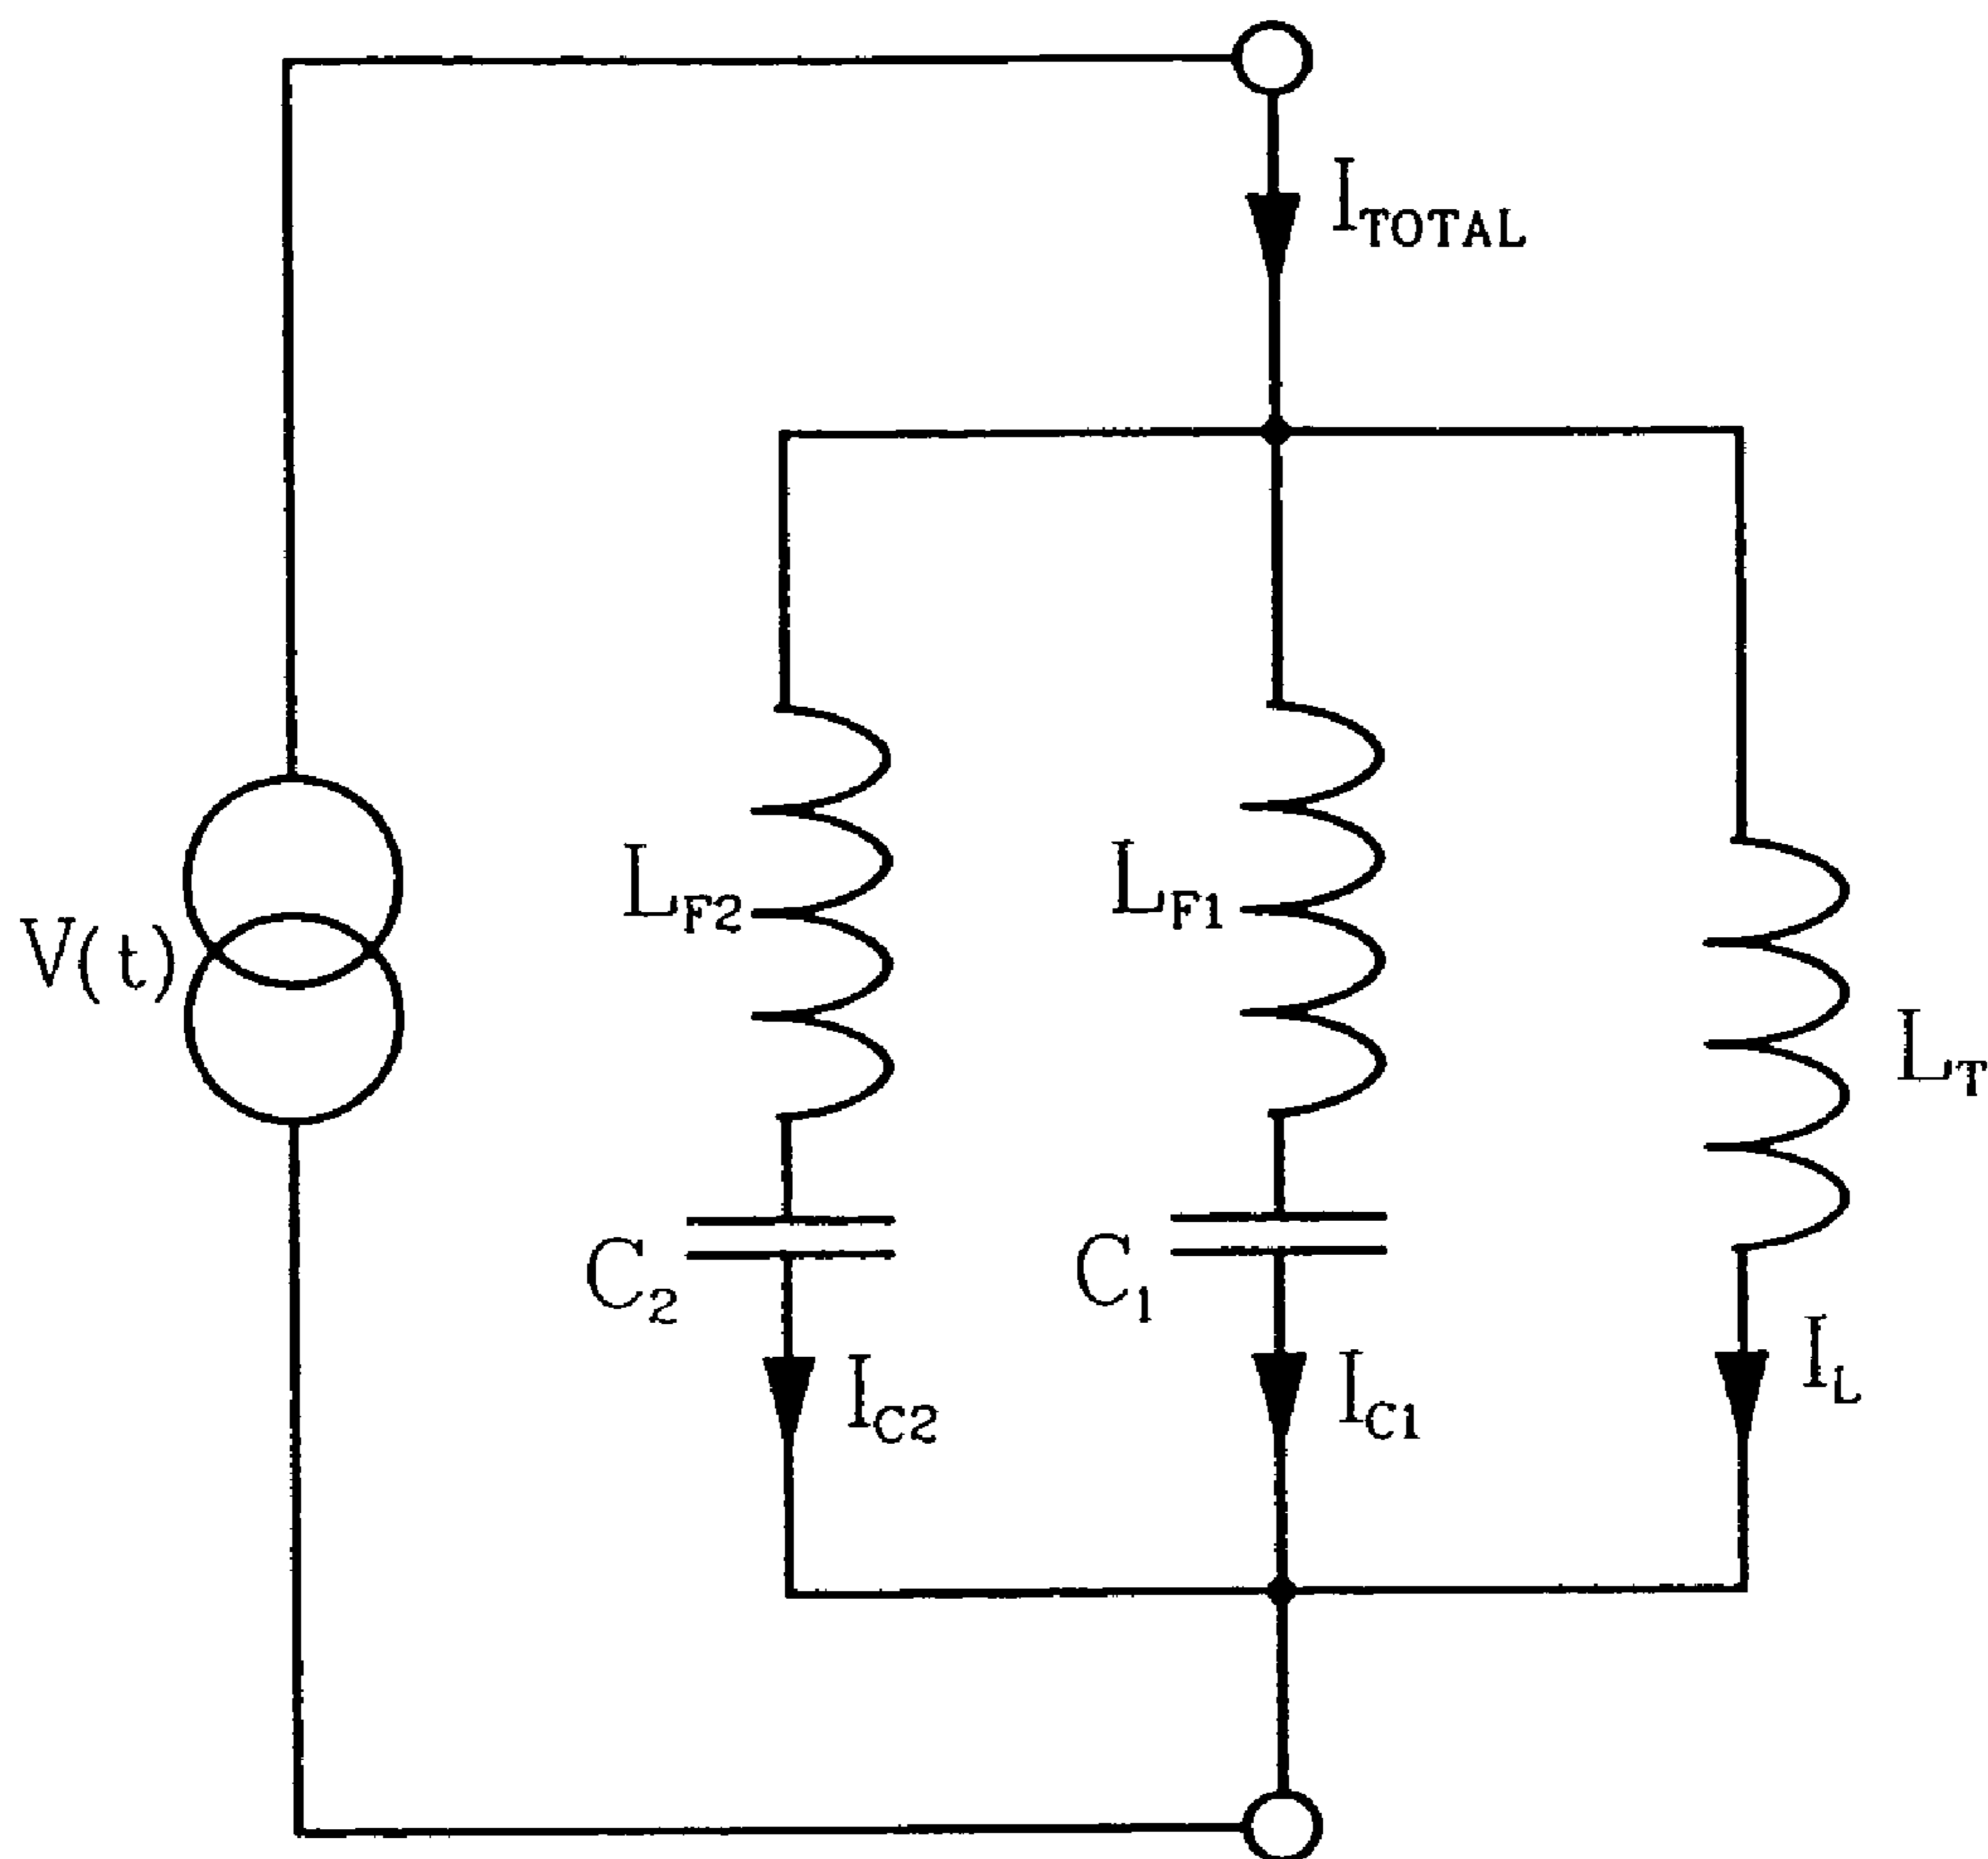 I_TOTAL
L_F2
L_F1
V(t)
L_T
C_2
C_1
I_C2
I_C1
I_L